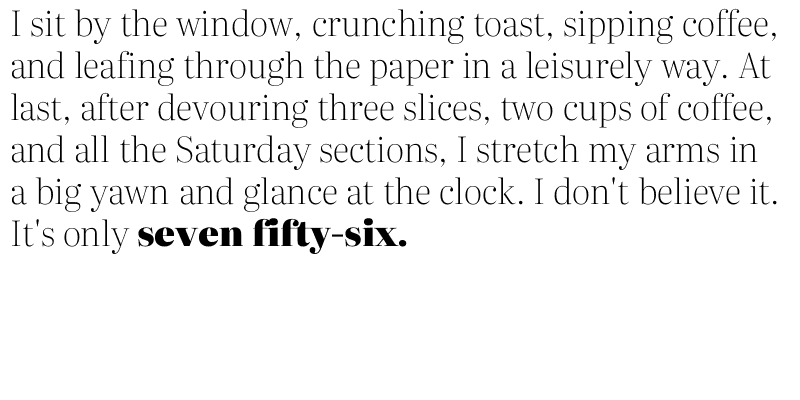 I sit by the window, crunching toast, sipping coffee,
and leafing through the paper in a leisurely way. At
last, after devouring three slices, two cups of coffee,
and all the Saturday sections, I stretch my arms in
a big yawn and glance at the clock. I don't believe it.
It's only seven fifty-six.